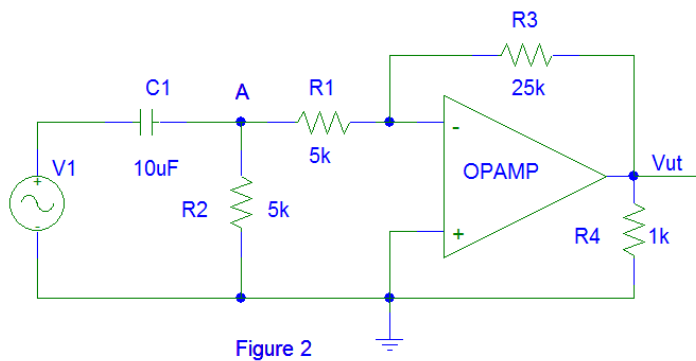 R3
25k
C1
A
R1
10uF
5k
-
OPAMP
Vut
V1
+
-
R2
5k
+
R4
1k
Figure 2